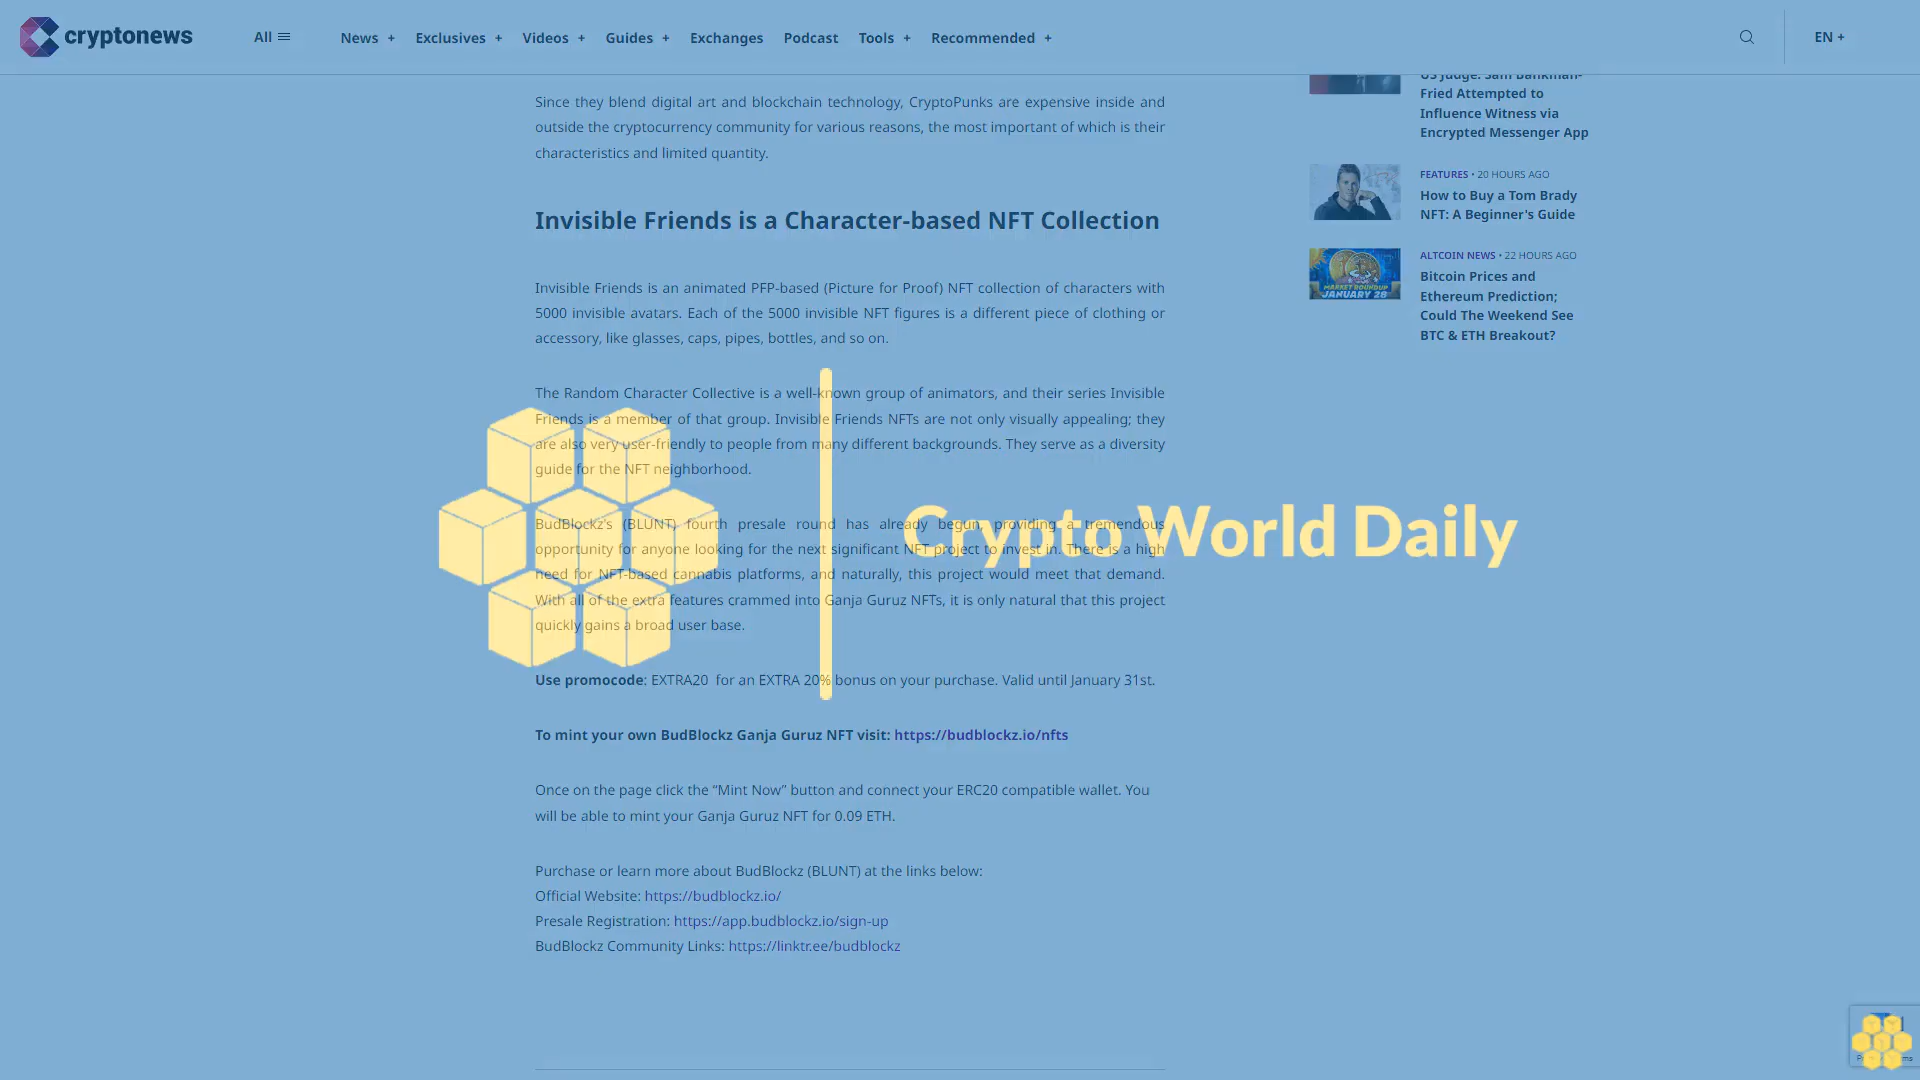 cryptonews
All
News +
Exclusives +
Videos +
Guides +
Exchanges
Podcast
Tools +
Recommended +
EN +
Since they blend digital art and blockchain technology, CryptoPunks are expensive inside and
outside the cryptocurrency community for various reasons, the most important of which is their
characteristics and limited quantity.
Invisible Friends is a Character-based NFT Collection
Invisible Friends is an animated PFP-based (Picture for Proof) NFT collection of characters with
5000 invisible avatars. Each of the 5000 invisible NFT figures is a different piece of clothing or
accessory, like glasses, caps, pipes, bottles, and so on.
The Random Character Collective is a well-known group of animators, and their series Invisible
Friends is a member of that group. Invisible Friends NFTs are not only visually appealing; they
are also very user-friendly to people from many different backgrounds. They serve as a diversity
guide for the NFT neighborhood.
BudBlockz's (BLUNT) fourth presale round has already begun, providing a tremendous
opportunity for anyone looking for the next significant NFT project to invest in. There is a high
need for NFT-based cannabis platforms, and naturally, this project would meet that demand.
With all of the extra features crammed into Ganja Guruz NFTs, it is only natural that this project
quickly gains a broad user base.
Use promocode: EXTRA20 for an EXTRA 20% bonus on your purchase. Valid until January 31st.
To mint your own BudBlockz Ganja Guruz NFT visit: https://budblockz.io/nfts
Once on the page click the “Mint Now” button and connect your ERC20 compatible wallet. You
will be able to mint your Ganja Guruz NFT for 0.09 ETH.
Purchase or learn more about BudBlockz (BLUNT) at the links below:
Official Website: https://budblockz.io/
Presale Registration: https://app.budblockz.io/sign-up
BudBlockz Community Links: https://linktr.ee/budblockz
Crypto World Daily
US Judge: Sam Bankman-
Fried Attempted to
Influence Witness via
Encrypted Messenger App
FEATURES • 20 HOURS AGO
How to Buy a Tom Brady
NFT: A Beginner's Guide
MARKET ROUNDUP
JANUARY 28
ALTCOIN NEWS • 22 HOURS AGO
Bitcoin Prices and
Ethereum Prediction;
Could The Weekend See
BTC & ETH Breakout?